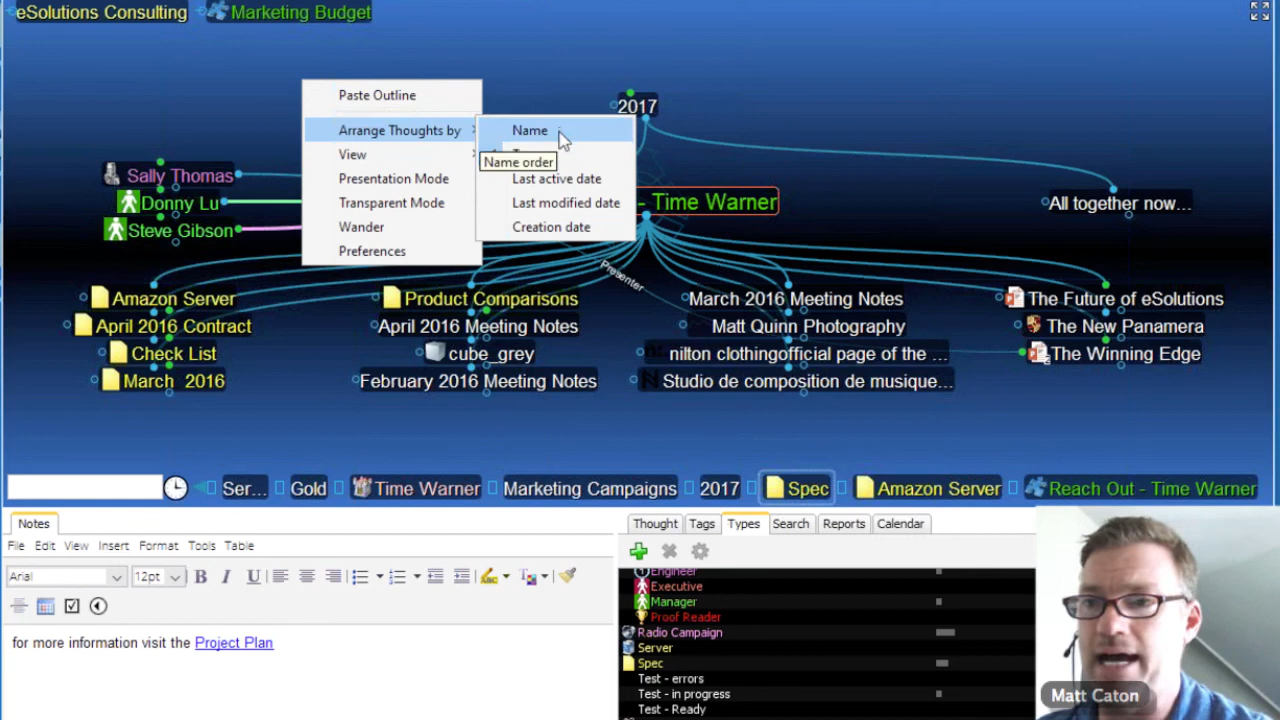 eSolutions Consulting
Marketing Budget
Paste Outline
Arrange Thoughts by
View
Presentation Mode
Transparent Mode
Wander
Preferences
Name
Name order
Last active date
Last modified date
Creation date
2017
Sally Thomas
Donny Lu
Steve Gibson
- Time Warner
All together now...
Presenter
Amazon Server
Product Comparisons
March 2016 Meeting Notes
The Future of eSolutions
April 2016 Contract
April 2016 Meeting Notes
Matt Quinn Photography
The New Panamera
Check List
cube_grey
nilton clothingofficial page of the ...
The Winning Edge
March 2016
February 2016 Meeting Notes
Studio de composition de musique...
Ser... Gold Time Warner Marketing Campaigns 2017 Spec Amazon Server Reach Out - Time Warner
Notes
File Edit View Insert Format Tools Table
Arial 12pt B I U
for more information visit the Project Plan
Thought Tags Types Search Reports Calendar
Engineer
Executive
Manager
Proof Reader
Radio Campaign
Server
Spec
Test - errors
Test - in progress
Test - Ready
Matt Caton